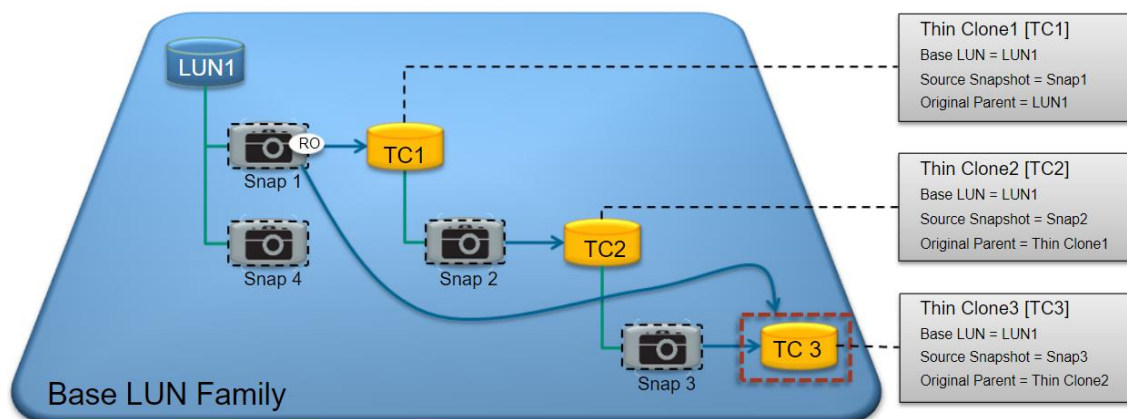 LUN1
RO
Snap 1
TC1
Snap 4
Snap 2
TC2
Snap 3
TC 3
Base LUN Family
Thin Clone1 [TC1]
Base LUN = LUN1
Source Snapshot = Snap1
Original Parent = LUN1
Thin Clone2 [TC2]
Base LUN = LUN1
Source Snapshot = Snap2
Original Parent = Thin Clone1
Thin Clone3 [TC3]
Base LUN = LUN1
Source Snapshot = Snap3
Original Parent = Thin Clone2